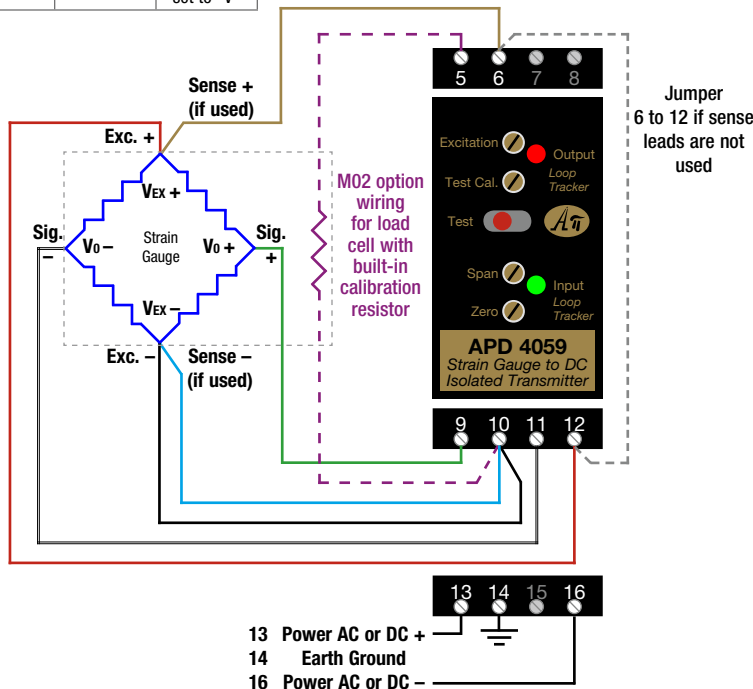 set to "V"
5 6 7 8
Sense +
(if used)
Exc. +
Jumper
6 to 12 if sense
leads are not
used
Excitation
Output
Loop
Tracker
Test Cal.
Test
VEX +
Sig.
–
V0 –
Strain
Gauge
V0 +
Sig.
+
VEX –
M02 option
wiring
for load
cell with
built-in
calibration
resistor
Span
Input
Loop
Tracker
Zero
APD 4059
Strain Gauge to DC
Isolated Transmitter
Exc. –
Sense –
(if used)
9 10 11 12
13 14 15 16
13 Power AC or DC +
14 Earth Ground
16 Power AC or DC –